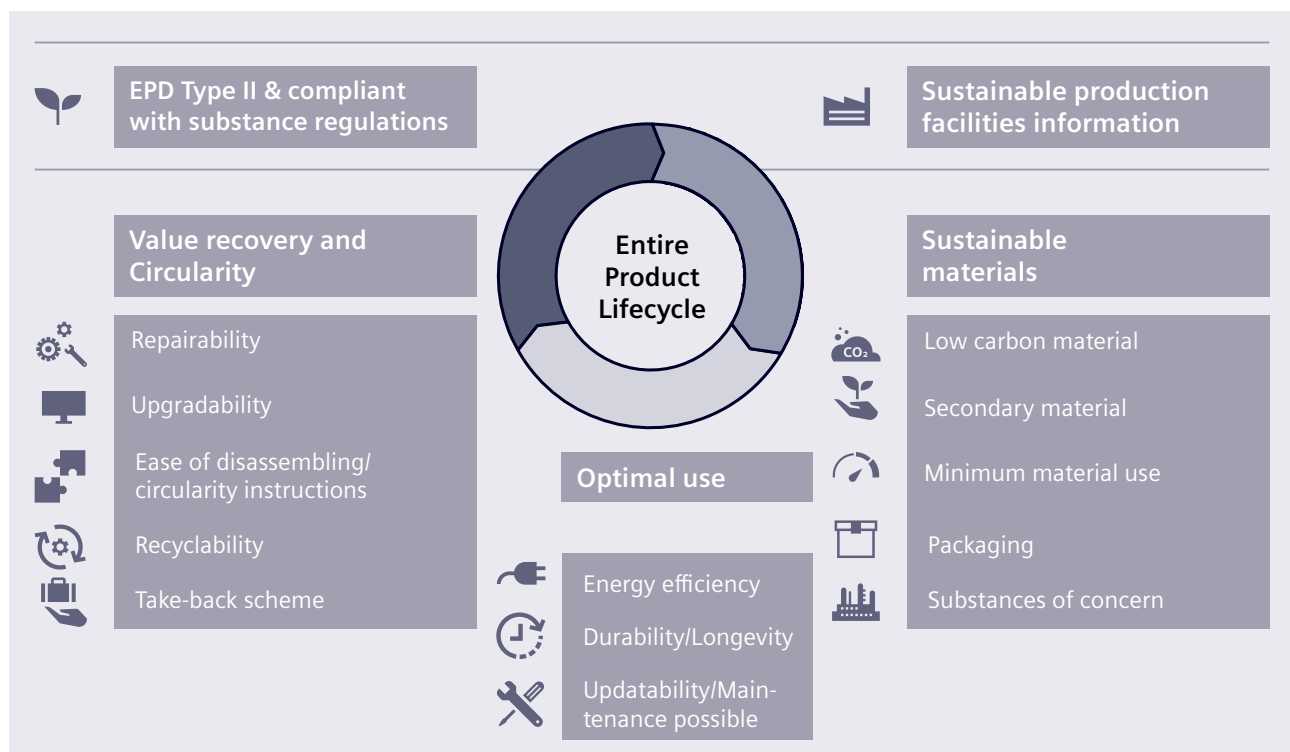 EPD Type II & compliant
with substance regulations
Sustainable production
facilities information
Entire
Product
Lifecycle
Value recovery and
Circularity
Repairability
Upgradability
Ease of disassembling/
circularity instructions
Recyclability
Take-back scheme
Optimal use
Energy efficiency
Durability/Longevity
Updatability/Main-
tenance possible
Sustainable
materials
CO₂
Low carbon material
Secondary material
Minimum material use
Packaging
Substances of concern